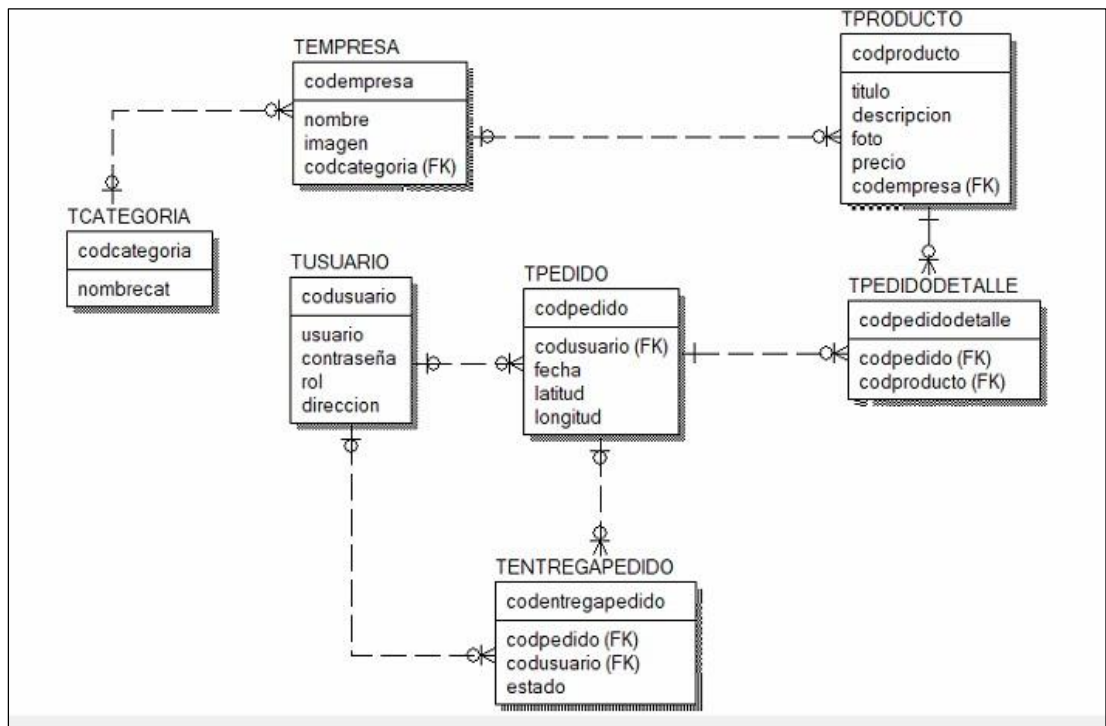 TEMPRESA
codempresa
nombre
imagen
codcategoria (FK)
TPRODUCTO
codproducto
titulo
descripcion
foto
precio
codempresa (FK)
TCATEGORIA
codcategoria
nombrecat
TUSUARIO
codusuario
usuario
contraseña
rol
direccion
TPEDIDO
codpedido
codusuario (FK)
fecha
latitud
longitud
TPEDIDODETALLE
codpedidodetalle
codpedido (FK)
codproducto (FK)
TENTREGAPEDIDO
codentregapedido
codpedido (FK)
codusuario (FK)
estado